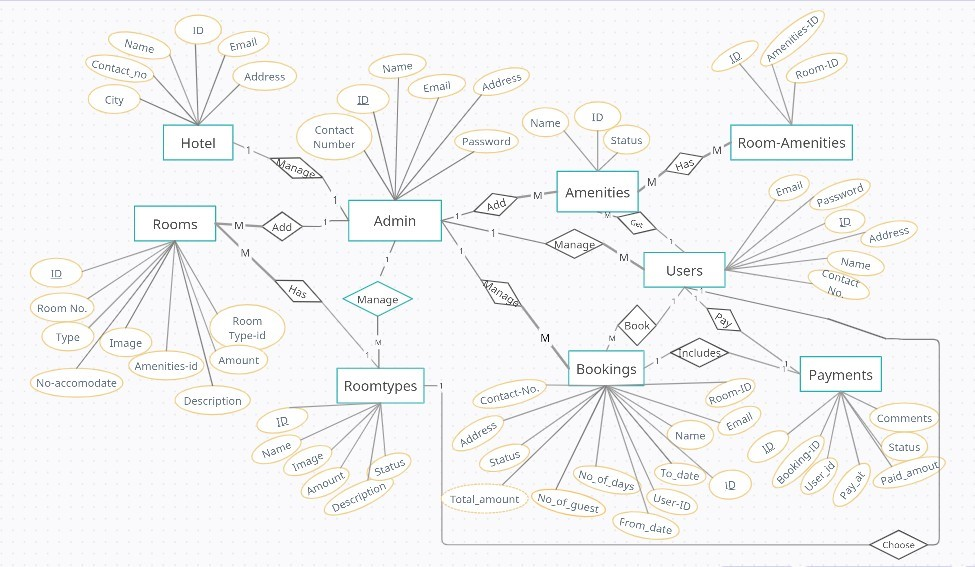 ID
Name
Email
Contact_no
Address
City
Hotel
Name
ID
Email
Address
Contact
Number
Password
Admin
Name
ID
Status
Amenities
ID
Amenities-ID
Room-ID
Room-Amenities
1
Manage
1
Rooms
M
Add
1
1
Add
M
M
Has
M
M
Get
1
1
Manage
M
Users
Email
Password
ID
Address
Name
Contact
No.
M
Has
1
ID
Room No.
Type
Image
No-accomodate
Amenities-id
Room
Type-id
Amount
Description
1
Manage
M
Roomtypes
1
ID
Name
Image
Amount
Description
Status
1
Manage
M
1
Book
M
1
Pay
1
1
Includes
1
Bookings
Contact-No.
Address
Status
Total_amount
No_of_guest
No_of_days
From_date
User-ID
To_date
ID
Name
Email
Room-ID
Payments
ID
Booking-ID
User_id
Pay_at
Paid_amout
Status
Comments
Choose